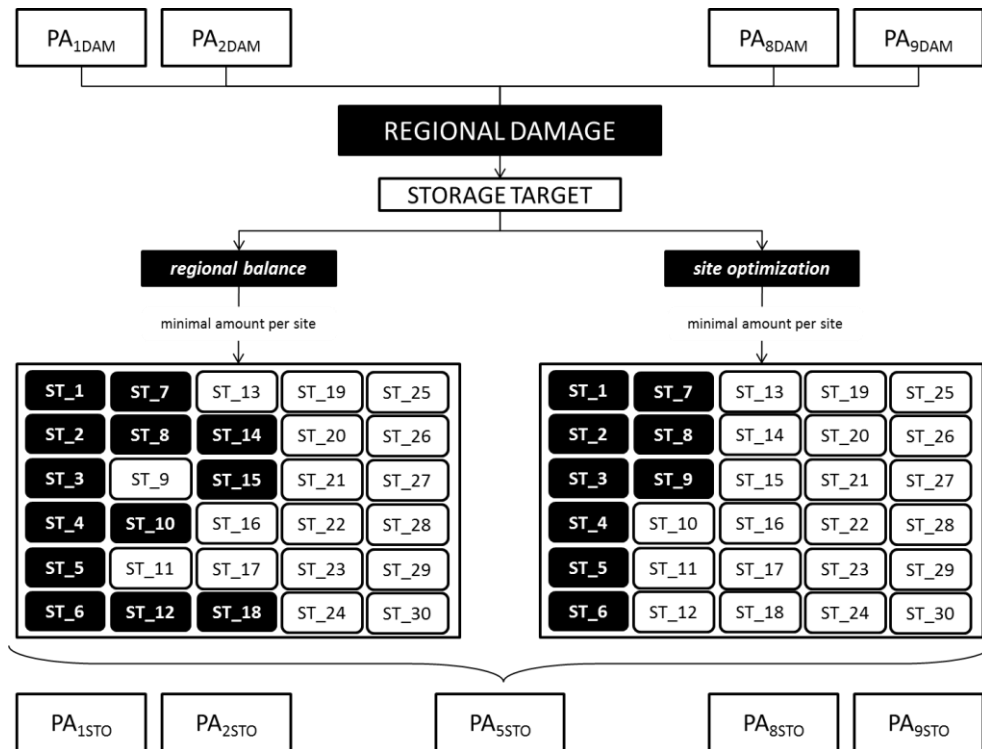 PA1DAM PA2DAM PA8DAM PA9DAM
REGIONAL DAMAGE
STORAGE TARGET
regional balance site optimization
minimal amount per site minimal amount per site
ST_1 ST_7 ST_13 ST_19 ST_25 ST_1 ST_7 ST_13 ST_19 ST_25
ST_2 ST_8 ST_14 ST_20 ST_26 ST_2 ST_8 ST_14 ST_20 ST_26
ST_3 ST_9 ST_15 ST_21 ST_27 ST_3 ST_9 ST_15 ST_21 ST_27
ST_4 ST_10 ST_16 ST_22 ST_28 ST_4 ST_10 ST_16 ST_22 ST_28
ST_5 ST_11 ST_17 ST_23 ST_29 ST_5 ST_11 ST_17 ST_23 ST_29
ST_6 ST_12 ST_18 ST_24 ST_30 ST_6 ST_12 ST_18 ST_24 ST_30
PA1STO PA2STO PA5STO PA8STO PA9STO